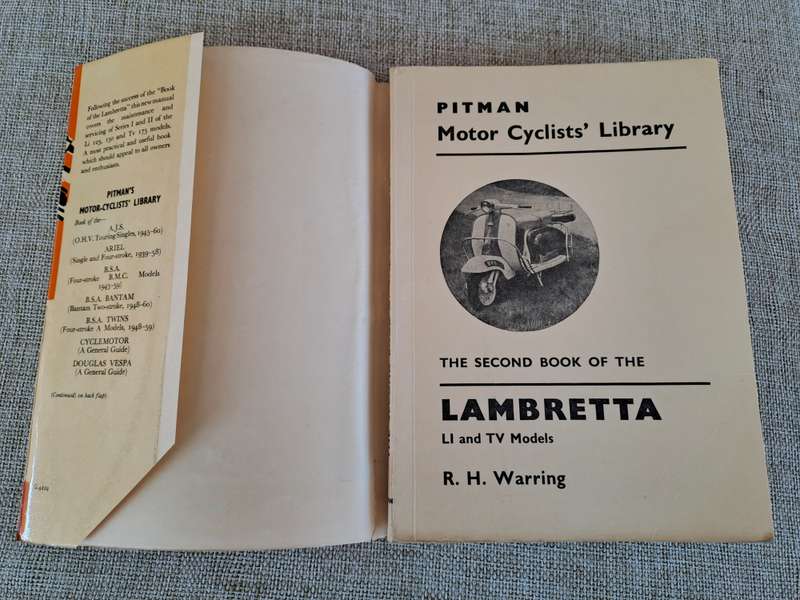 Following the success of the "Book
of the Lambretta" this new manual
covers the maintenance and
servicing of Series I and II of the
Li 125, 150 and Tv 175 models.
A most practical and useful book
which should appeal to all owners
and enthusiasts.
PITMAN'S
MOTOR-CYCLISTS' LIBRARY
Book of the—
A.J.S.
(O.H.V. Touring Singles, 1945–60)
ARIEL
(Single and Four-stroke, 1939–58)
B.S.A.
(Four-stroke B.M.C. Models
1945–59)
B.S.A. BANTAM
(Bantam Two-stroke, 1948–60)
B.S.A. TWINS
(Four-stroke A Models, 1948–59)
CYCLEMOTOR
(A General Guide)
DOUGLAS VESPA
(A General Guide)
(Continued) on back flap)
PITMAN
Motor Cyclists' Library
THE SECOND BOOK OF THE
LAMBRETTA
LI and TV Models
R. H. Warring